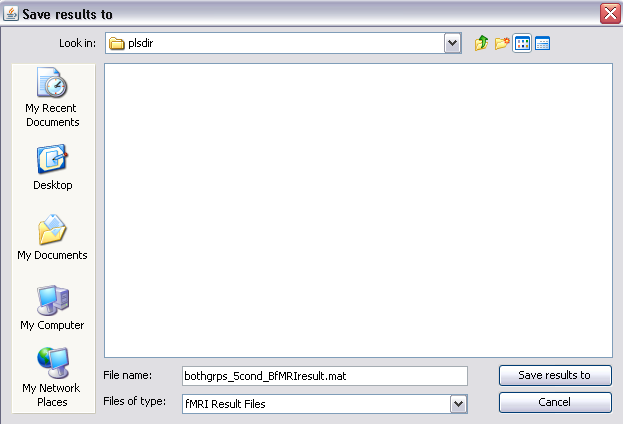 Save results to
Look in:
plsdir
My Recent
Documents
Desktop
My Documents
My Computer
My Network
Places
File name:
bothgrps_5cond_BfMRIresult.mat
Save results to
Files of type:
fMRI Result Files
Cancel